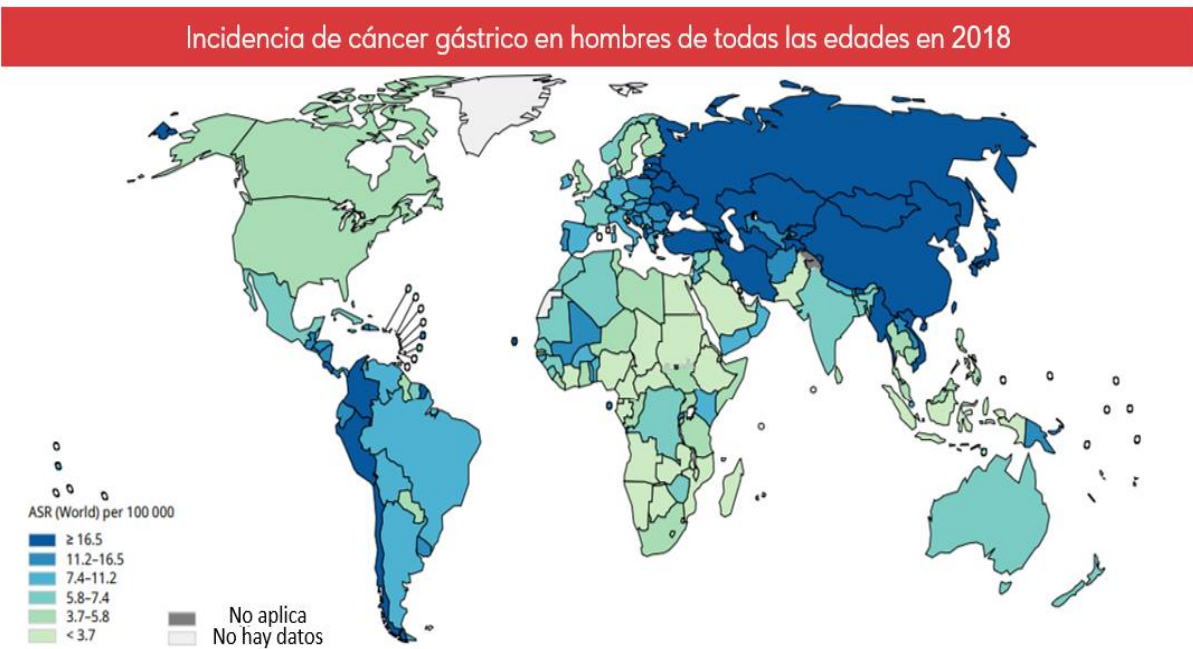 Incidencia de cáncer gástrico en hombres de todas las edades en 2018
ASR (World) per 100 000
≥ 16.5
11.2–16.5
7.4–11.2
5.8–7.4
3.7–5.8
< 3.7
No aplica
No hay datos